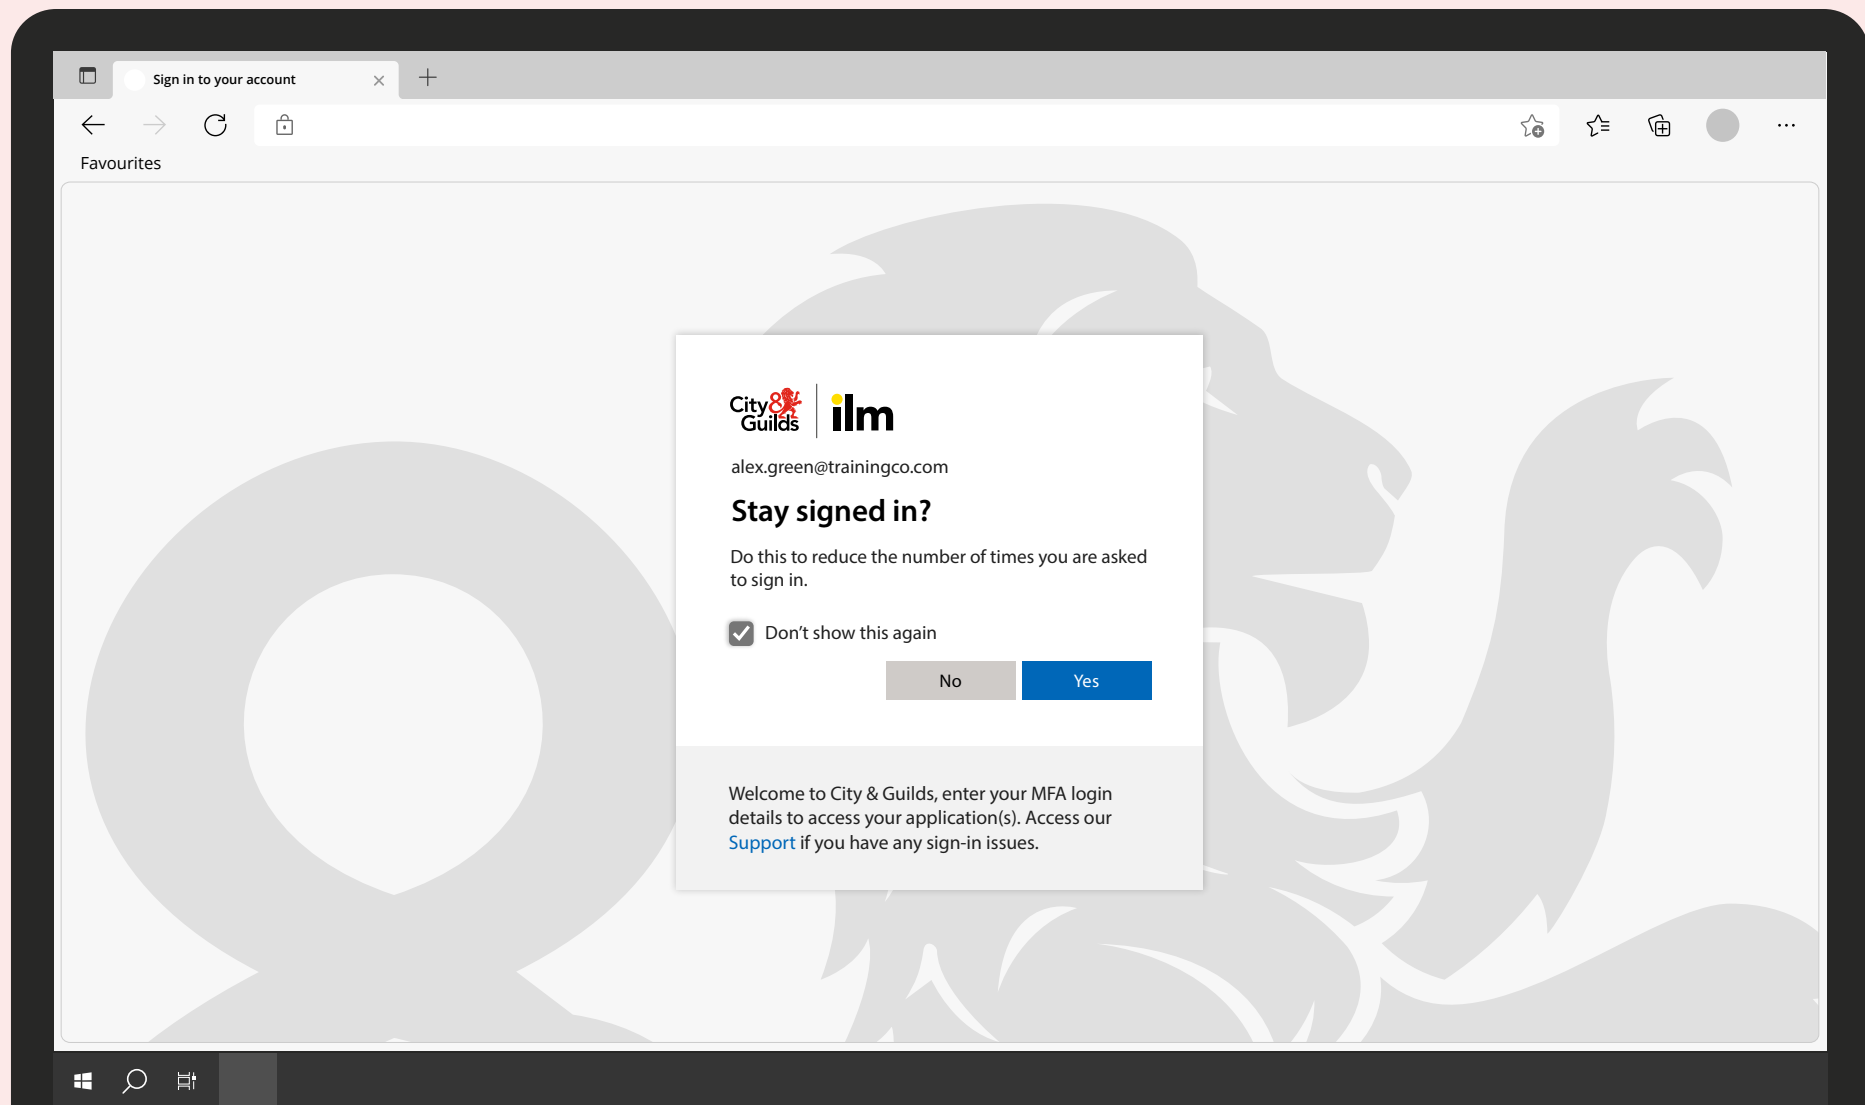 Sign in to your account
Favourites
City &
Guilds
ilm
alex.green@trainingco.com
Stay signed in?
Do this to reduce the number of times you are asked
to sign in.
Don't show this again
No Yes
Welcome to City & Guilds, enter your MFA login
details to access your application(s). Access our
Support if you have any sign-in issues.